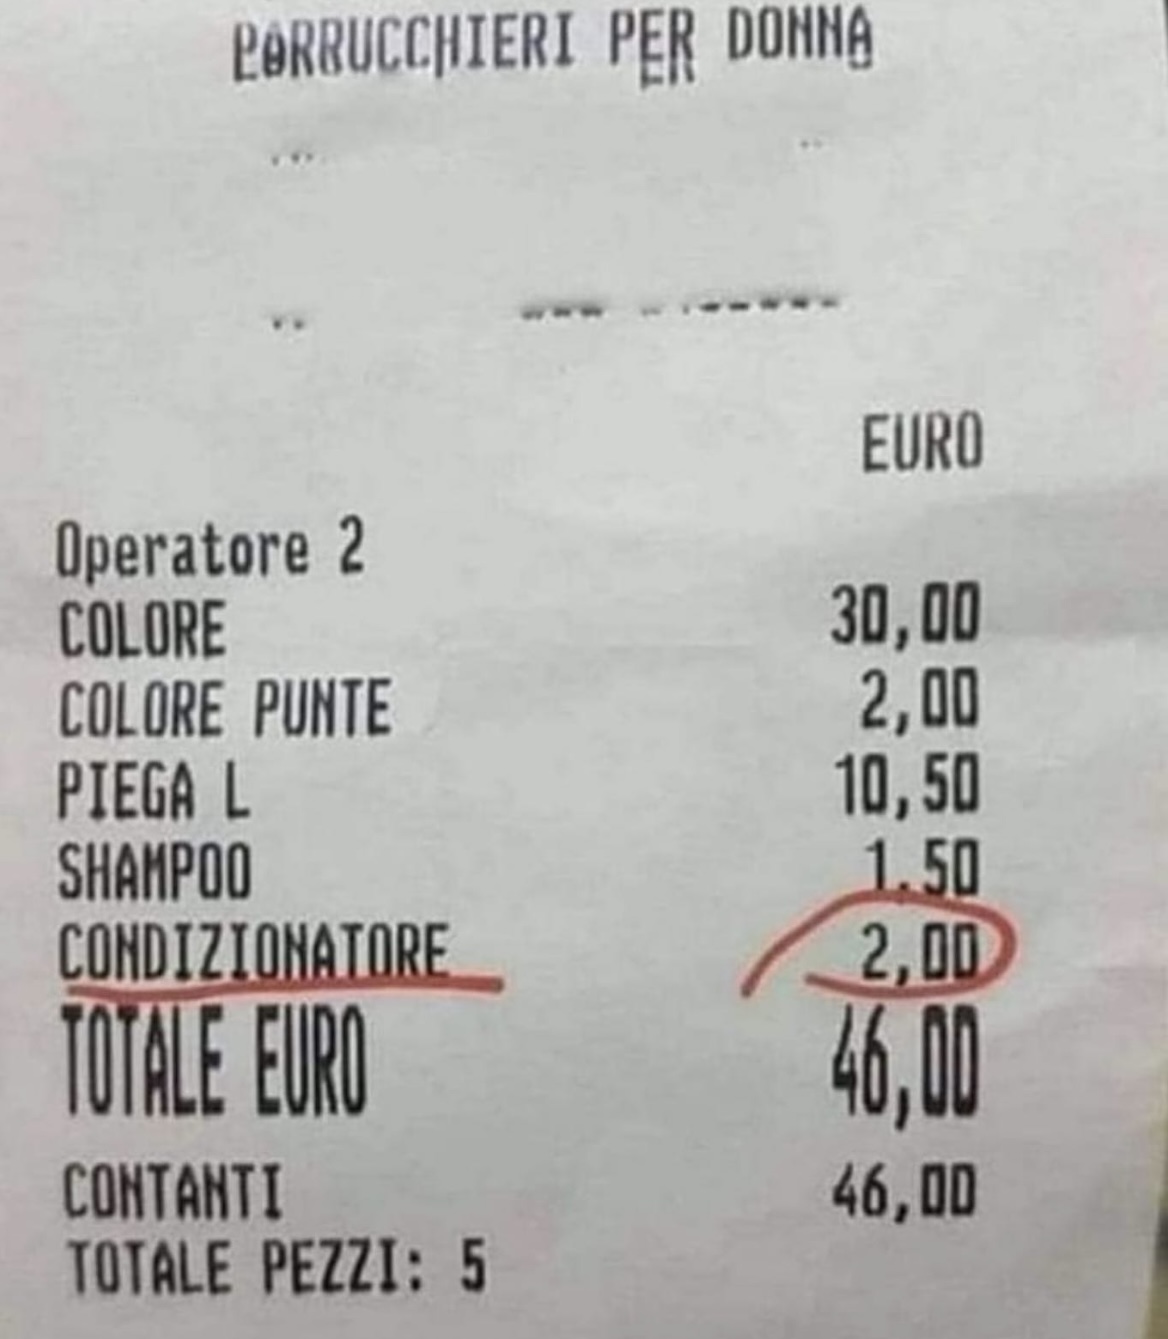 PARRUCCHIERI PER DONNA
EURO
Operatore 2
COLORE 30,00
COLORE PUNTE 2,00
PIEGA L 10,50
SHAMPOO 1,50
CONDIZIONATORE 2,00
TOTALE EURO 46,00
CONTANTI 46,00
TOTALE PEZZI: 5